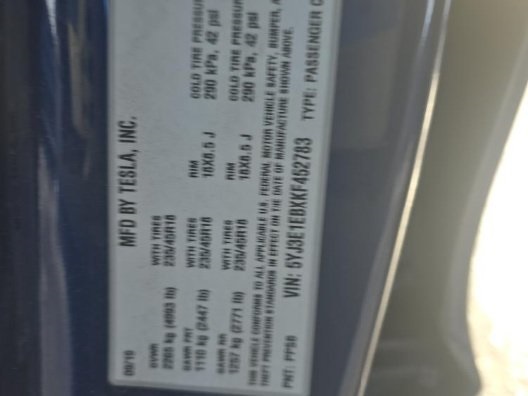 MFD BY TESLA, INC.
09/19
GVWR
2265 kg (4993 lb)
WITH TIRES
235/45R18
RIM
18X8.5 J
COLD TIRE PRESSURE
290 kPa, 42 psi
GAWR FRT
1110 kg (2447 lb)
WITH TIRES
235/45R18
RIM
18X8.5 J
COLD TIRE PRESSURE
290 kPa, 42 psi
GAWR RR
1257 kg (2771 lb)
WITH TIRES
235/45R18
THIS VEHICLE CONFORMS TO ALL APPLICABLE U.S. FEDERAL MOTOR VEHICLE SAFETY, BUMPER, A
THEFT PREVENTION STANDARDS IN EFFECT ON THE DATE OF MANUFACTURE SHOWN ABOVE.
VIN: 5YJ3E1EBXKF452783
PNT: PPSB
TYPE: PASSENGER C